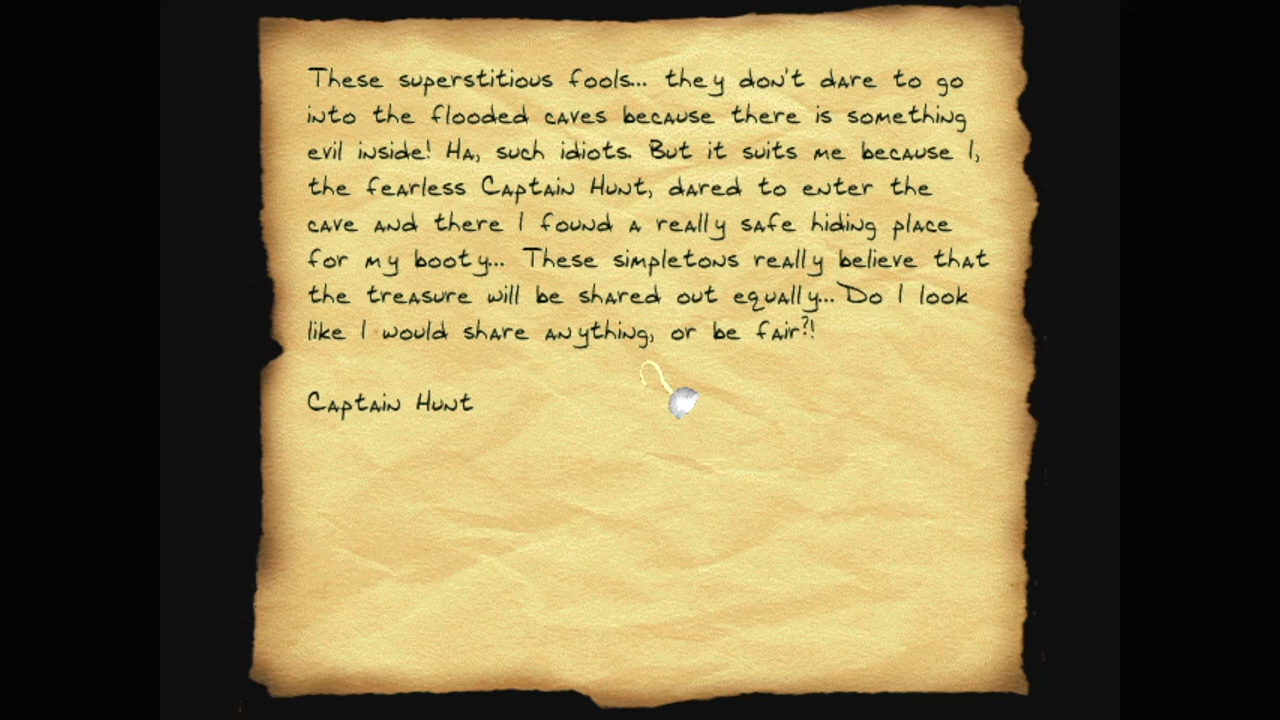 These superstitious fools... they don't dare to go
into the flooded caves because there is something
evil inside! Ha, such idiots. But it suits me because I,
the fearless Captain Hunt, dared to enter the
cave and there I found a really safe hiding place
for my booty... These simpletons really believe that
the treasure will be shared out equally... Do I look
like I would share anything, or be fair?!
Captain Hunt